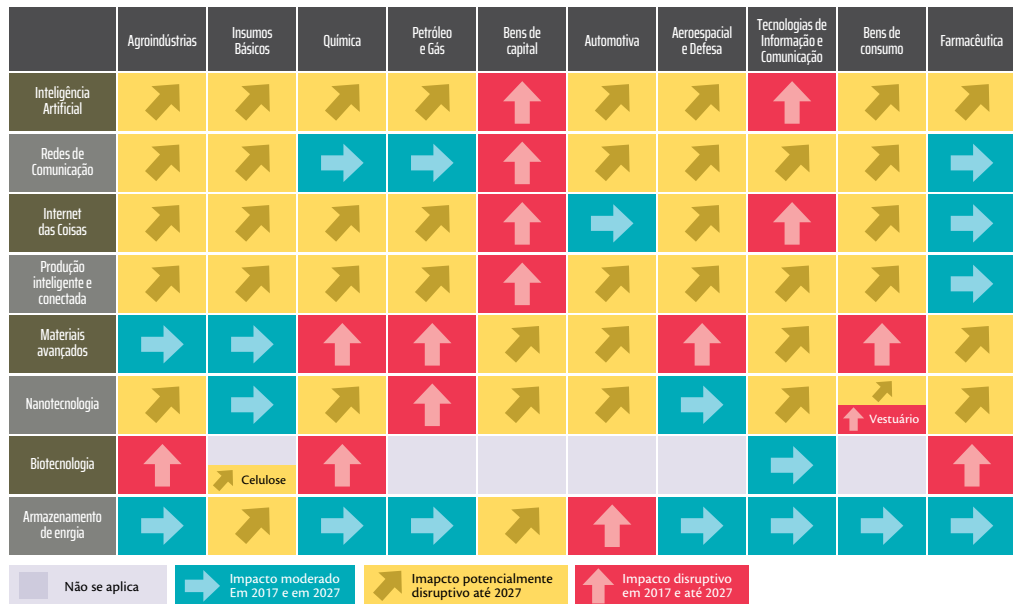 Agroindústrias
Insumos
Básicos
Química
Petróleo
e Gás
Bens de
capital
Automotiva
Aeroespacial
e Defesa
Tecnologias de
Informação e
Comunicação
Bens de
consumo
Farmacêutica
Inteligência
Artificial
Redes de
Comunicação
Internet
das Coisas
Produção
inteligente e
conectada
Materiais
avançados
Nanotecnologia
Vestuário
Biotecnologia
Celulose
Armazenamento
de enrgia
Não se aplica
Impacto moderado
Em 2017 e em 2027
Imapcto potencialmente
disruptivo até 2027
Impacto disruptivo
em 2017 e até 2027